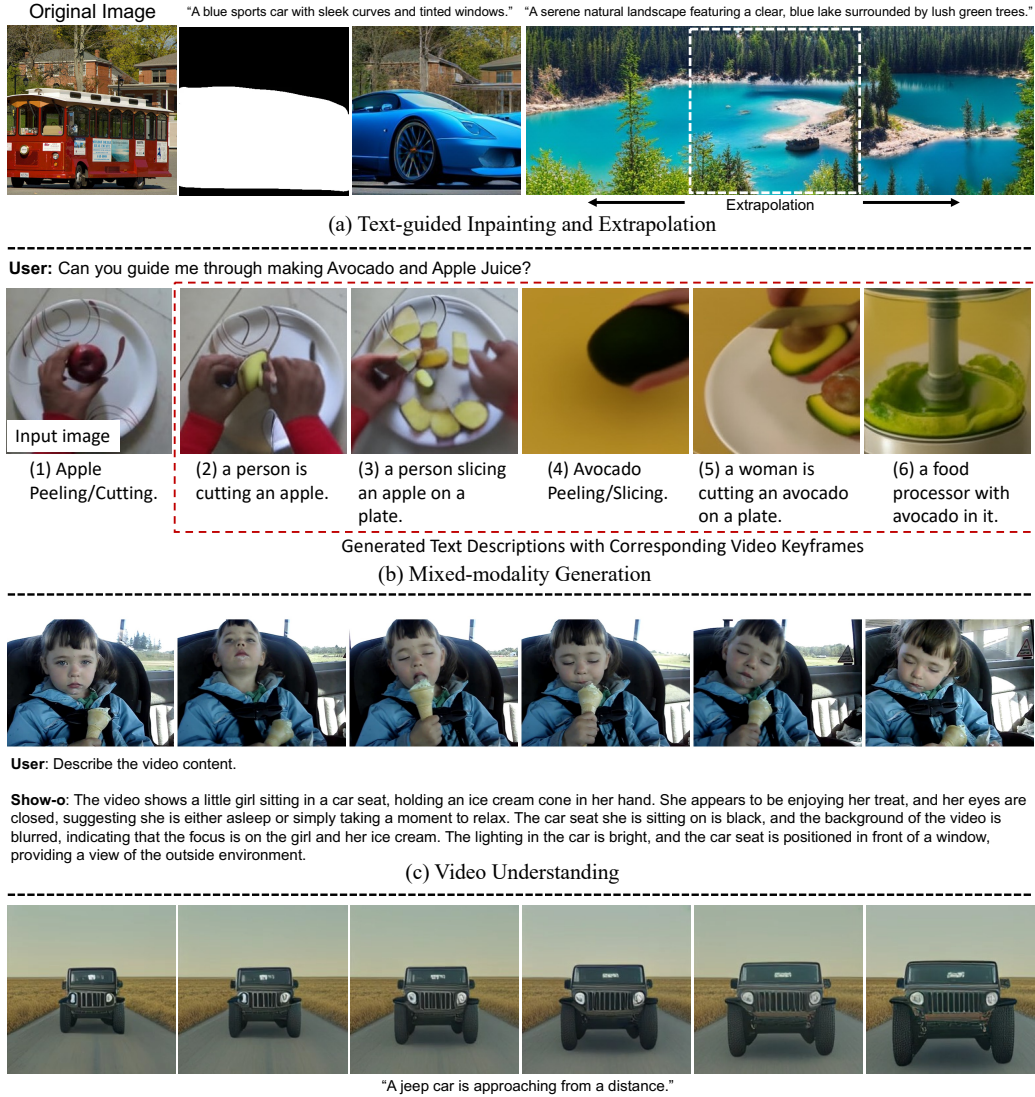 Original Image
“A blue sports car with sleek curves and tinted windows.”
“A serene natural landscape featuring a clear, blue lake surrounded by lush green trees.”
Extrapolation
(a) Text-guided Inpainting and Extrapolation
User: Can you guide me through making Avocado and Apple Juice?
Input image
(1) Apple
Peeling/Cutting.
(2) a person is
cutting an apple.
(3) a person slicing
an apple on a
plate.
(4) Avocado
Peeling/Slicing.
(5) a woman is
cutting an avocado
on a plate.
(6) a food
processor with
avocado in it.
Generated Text Descriptions with Corresponding Video Keyframes
(b) Mixed-modality Generation
User: Describe the video content.
Show-o: The video shows a little girl sitting in a car seat, holding an ice cream cone in her hand. She appears to be enjoying her treat, and her eyes are
closed, suggesting she is either asleep or simply taking a moment to relax. The car seat she is sitting on is black, and the background of the video is
blurred, indicating that the focus is on the girl and her ice cream. The lighting in the car is bright, and the car seat is positioned in front of a window,
providing a view of the outside environment.
(c) Video Understanding
“A jeep car is approaching from a distance.”